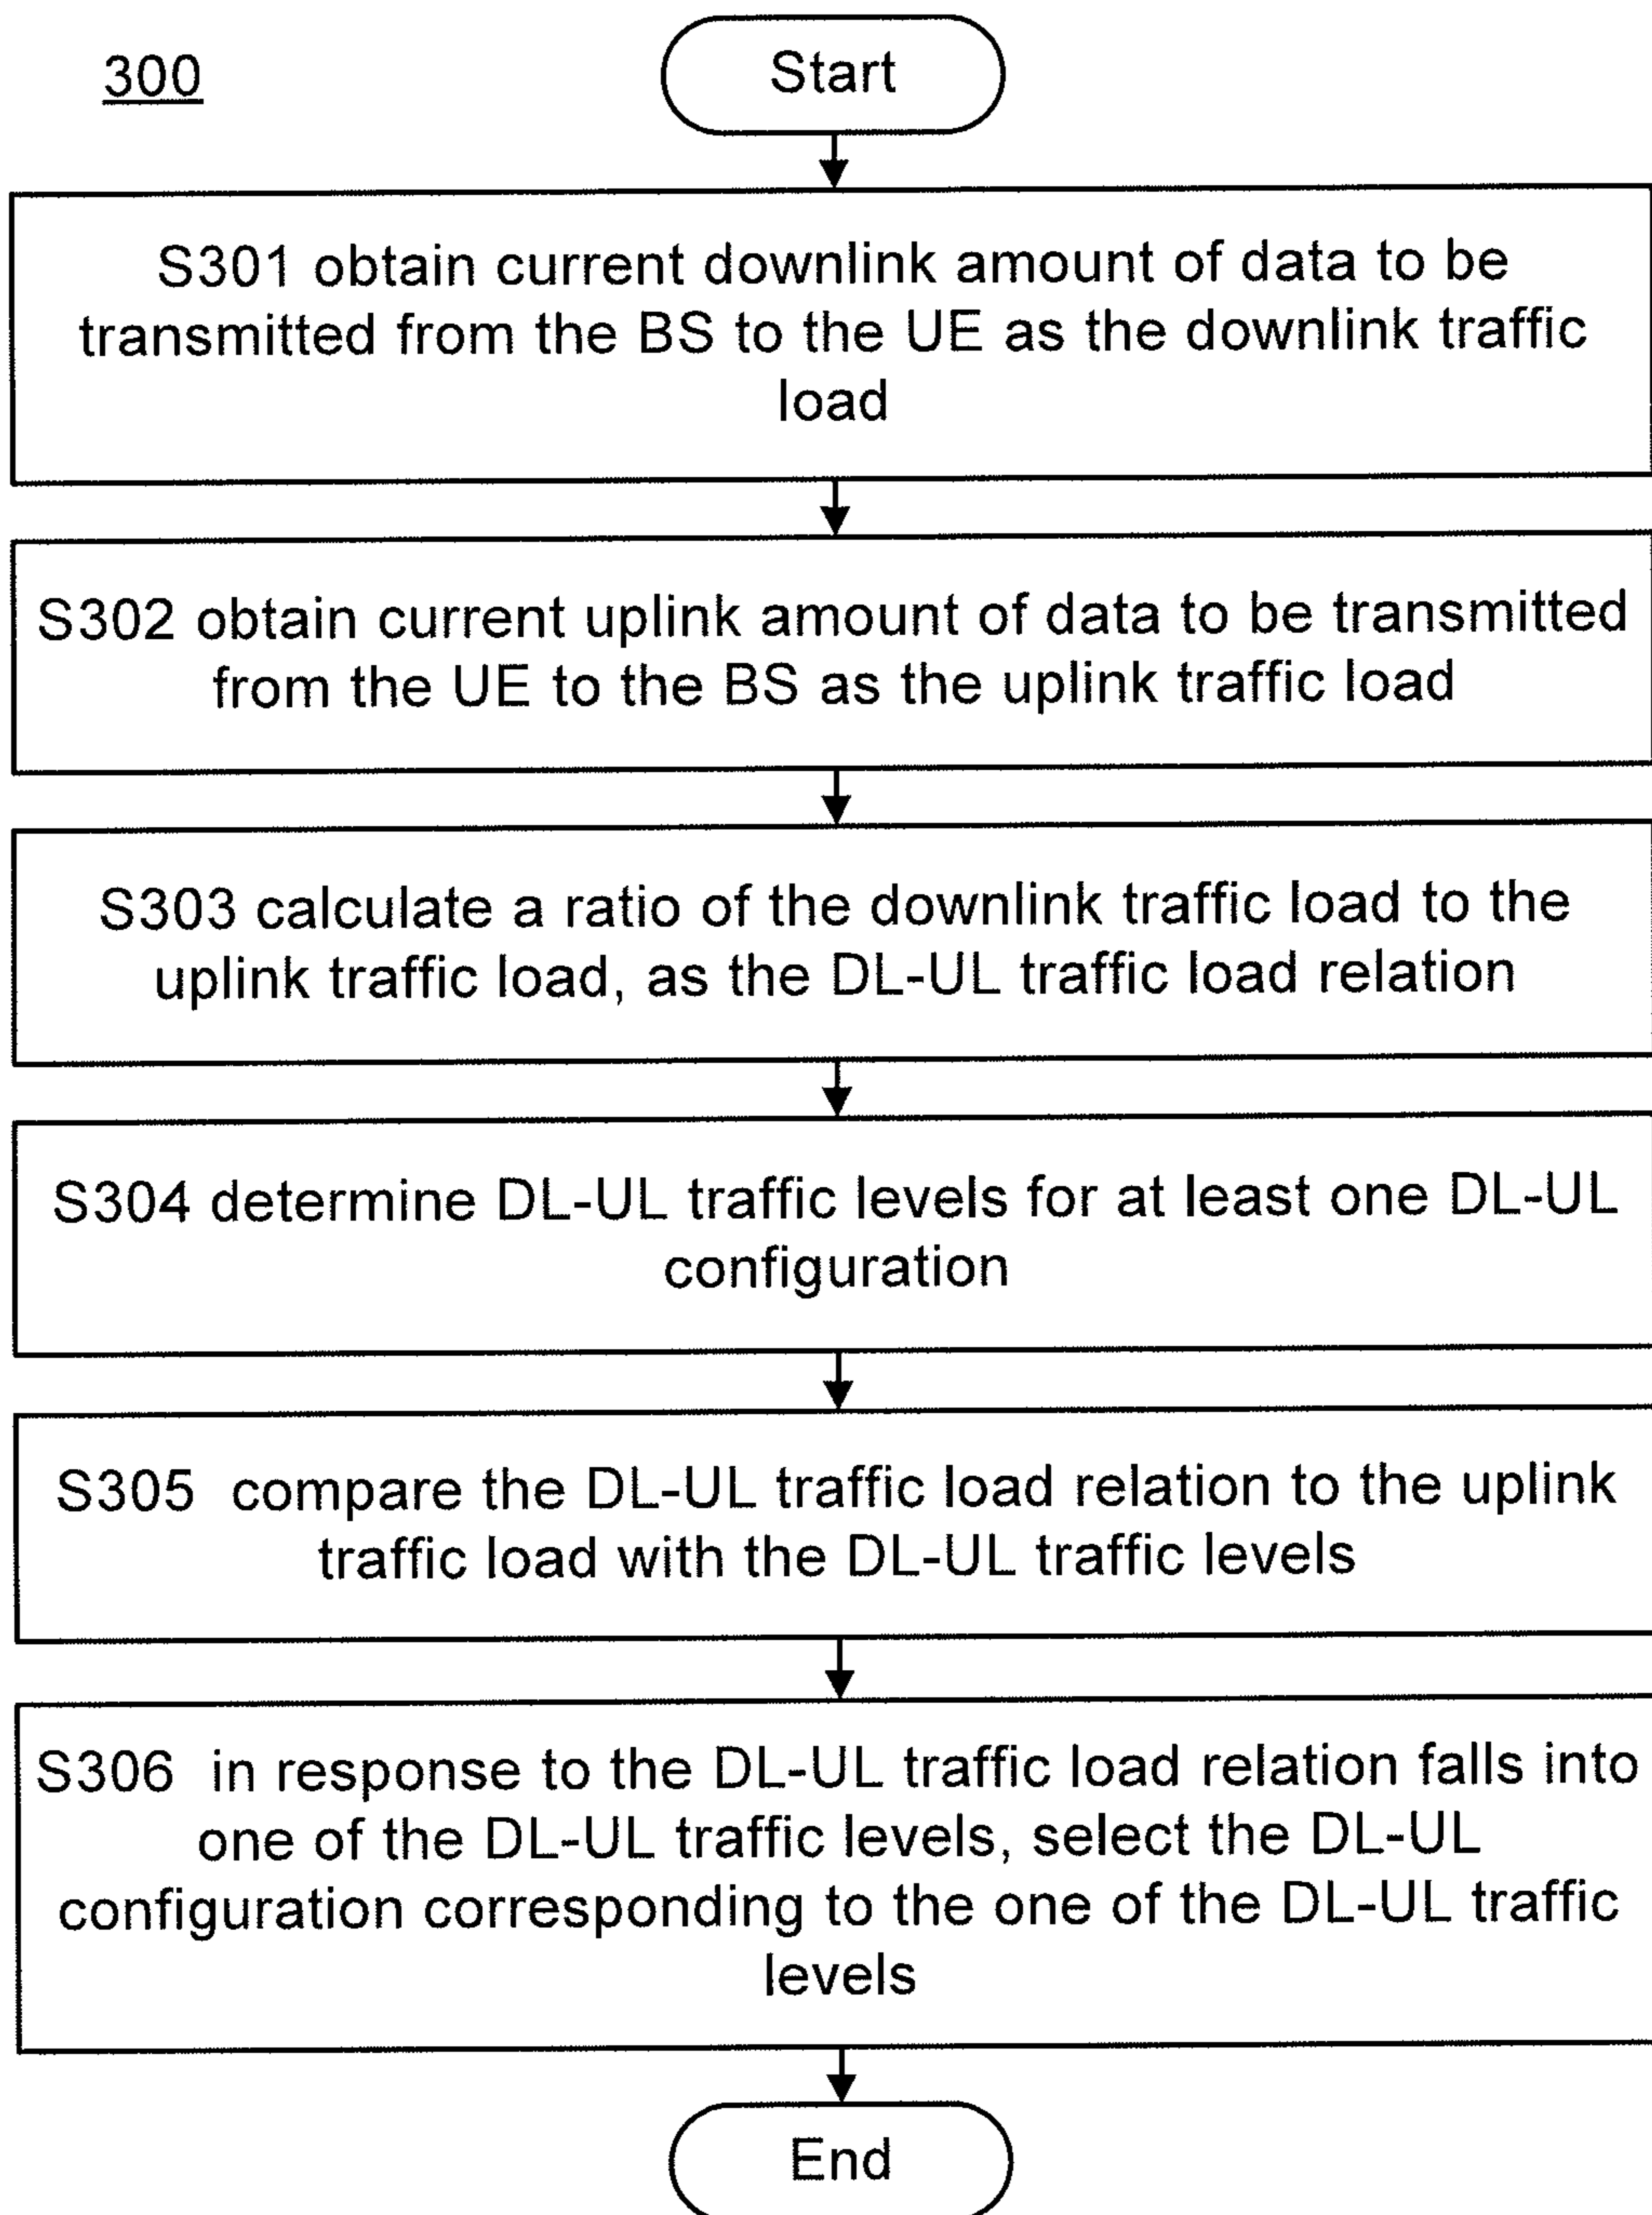 300
Start
S301 obtain current downlink amount of data to be
transmitted from the BS to the UE as the downlink traffic
load
S302 obtain current uplink amount of data to be transmitted
from the UE to the BS as the uplink traffic load
S303 calculate a ratio of the downlink traffic load to the
uplink traffic load, as the DL-UL traffic load relation
S304 determine DL-UL traffic levels for at least one DL-UL
configuration
S305 compare the DL-UL traffic load relation to the uplink
traffic load with the DL-UL traffic levels
S306 in response to the DL-UL traffic load relation falls into
one of the DL-UL traffic levels, select the DL-UL
configuration corresponding to the one of the DL-UL traffic
levels
End